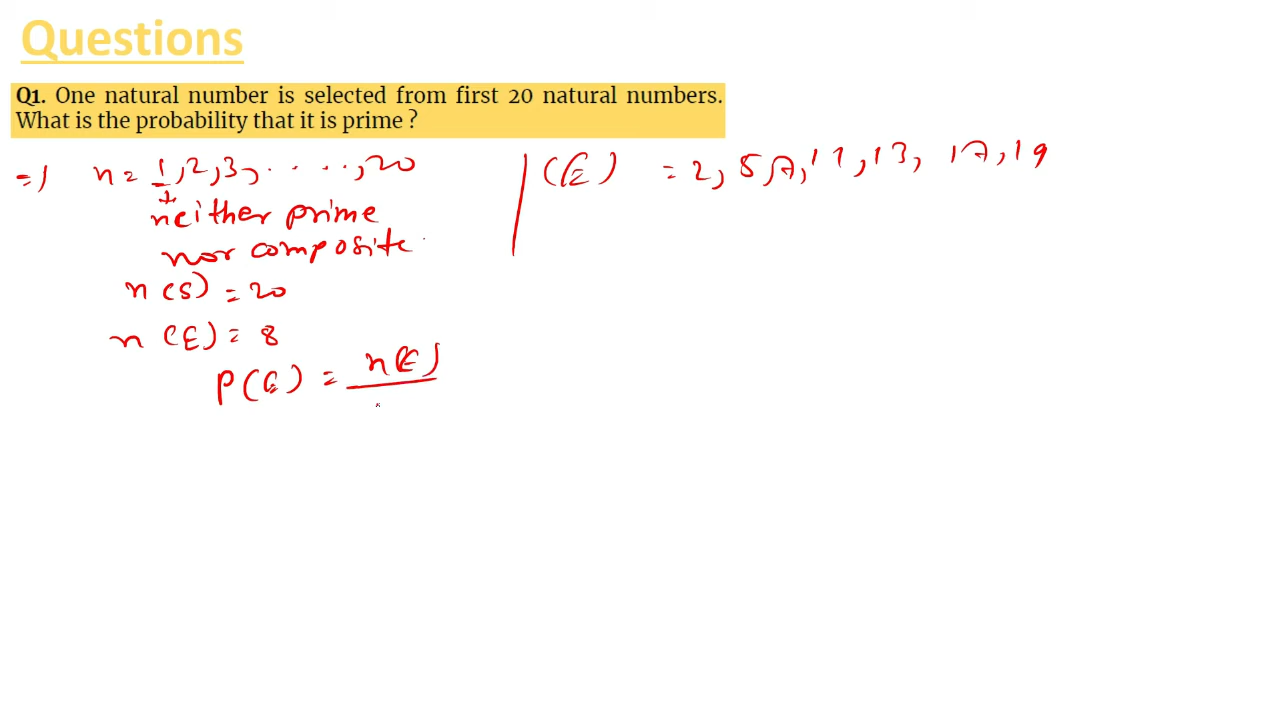 Questions
Q1. One natural number is selected from first 20 natural numbers.
What is the probability that it is prime ?
=) n = 1, 2, 3, . . . . . , 20
neither prime
nor composite
n (S) = 20
n (E) = 8
P(E) = n(E)
(E) = 2, 5, 7, 11, 13, 17, 19